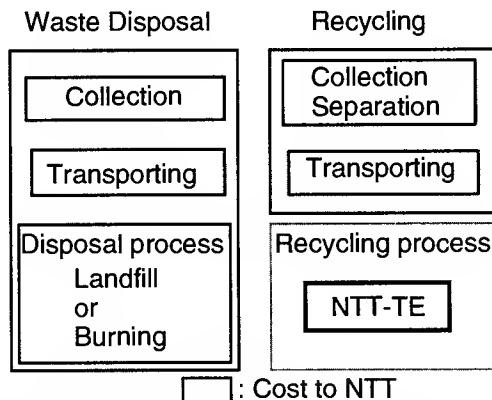 Waste Disposal
Collection
Transporting
Disposal process
Landfill
or
Burning
Recycling
Collection
Separation
Transporting
Recycling process
NTT-TE
: Cost to NTT